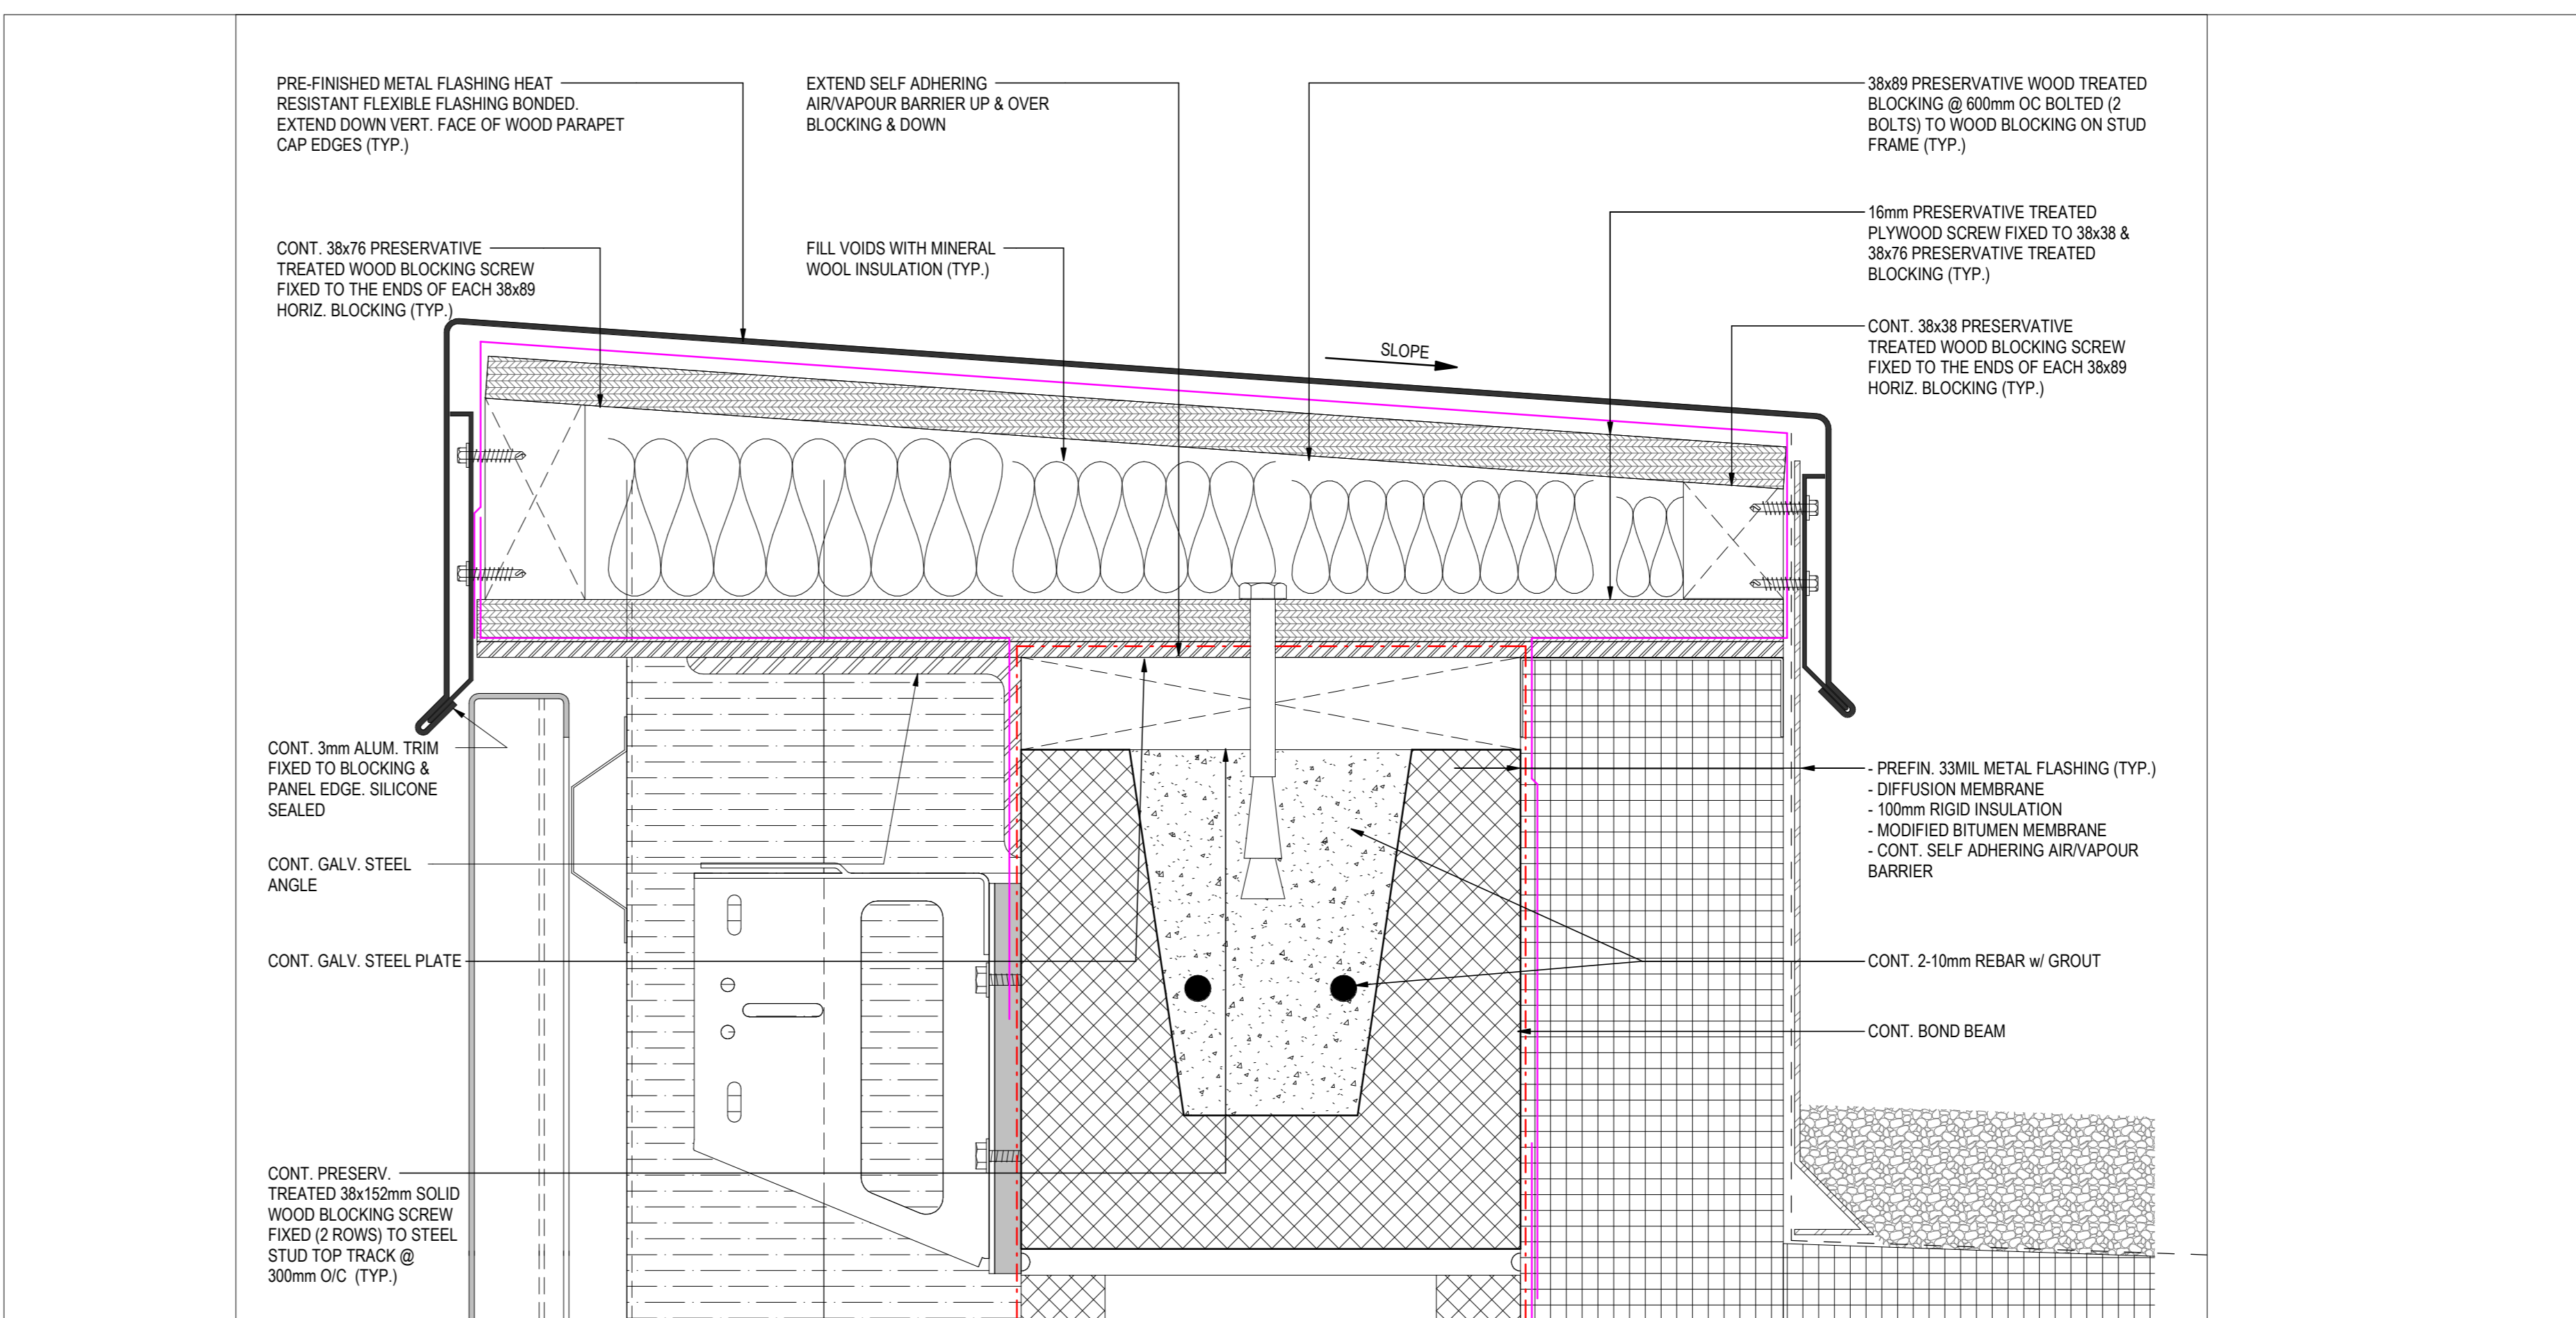 PRE-FINISHED METAL FLASHING HEAT
RESISTANT FLEXIBLE FLASHING BONDED.
EXTEND DOWN VERT. FACE OF WOOD PARAPET
CAP EDGES (TYP.)
EXTEND SELF ADHERING
AIR/VAPOUR BARRIER UP & OVER
BLOCKING & DOWN
38x89 PRESERVATIVE WOOD TREATED
BLOCKING @ 600mm OC BOLTED (2
BOLTS) TO WOOD BLOCKING ON STUD
FRAME (TYP.)
CONT. 38x76 PRESERVATIVE
TREATED WOOD BLOCKING SCREW
FIXED TO THE ENDS OF EACH 38x89
HORIZ. BLOCKING (TYP.)
FILL VOIDS WITH MINERAL
WOOL INSULATION (TYP.)
16mm PRESERVATIVE TREATED
PLYWOOD SCREW FIXED TO 38x38 &
38x76 PRESERVATIVE TREATED
BLOCKING (TYP.)
CONT. 38x38 PRESERVATIVE
TREATED WOOD BLOCKING SCREW
FIXED TO THE ENDS OF EACH 38x89
HORIZ. BLOCKING (TYP.)
SLOPE
CONT. 3mm ALUM. TRIM
FIXED TO BLOCKING &
PANEL EDGE. SILICONE
SEALED
CONT. GALV. STEEL
ANGLE
CONT. GALV. STEEL PLATE
CONT. PRESERV.
TREATED 38x152mm SOLID
WOOD BLOCKING SCREW
FIXED (2 ROWS) TO STEEL
STUD TOP TRACK @
300mm O/C (TYP.)
- PREFIN. 33MIL METAL FLASHING (TYP.)
- DIFFUSION MEMBRANE
- 100mm RIGID INSULATION
- MODIFIED BITUMEN MEMBRANE
- CONT. SELF ADHERING AIR/VAPOUR
BARRIER
CONT. 2-10mm REBAR w/ GROUT
CONT. BOND BEAM